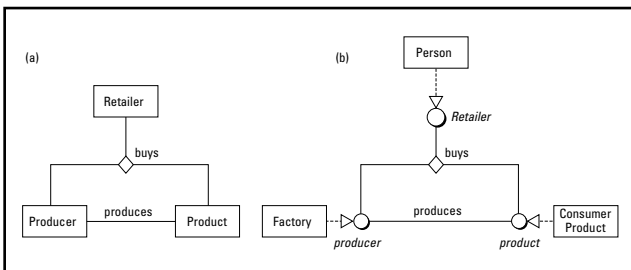 (a)
Retailer
buys
Producer
produces
Product
(b)
Person
Retailer
buys
Factory
produces
Consumer
Product
producer
product